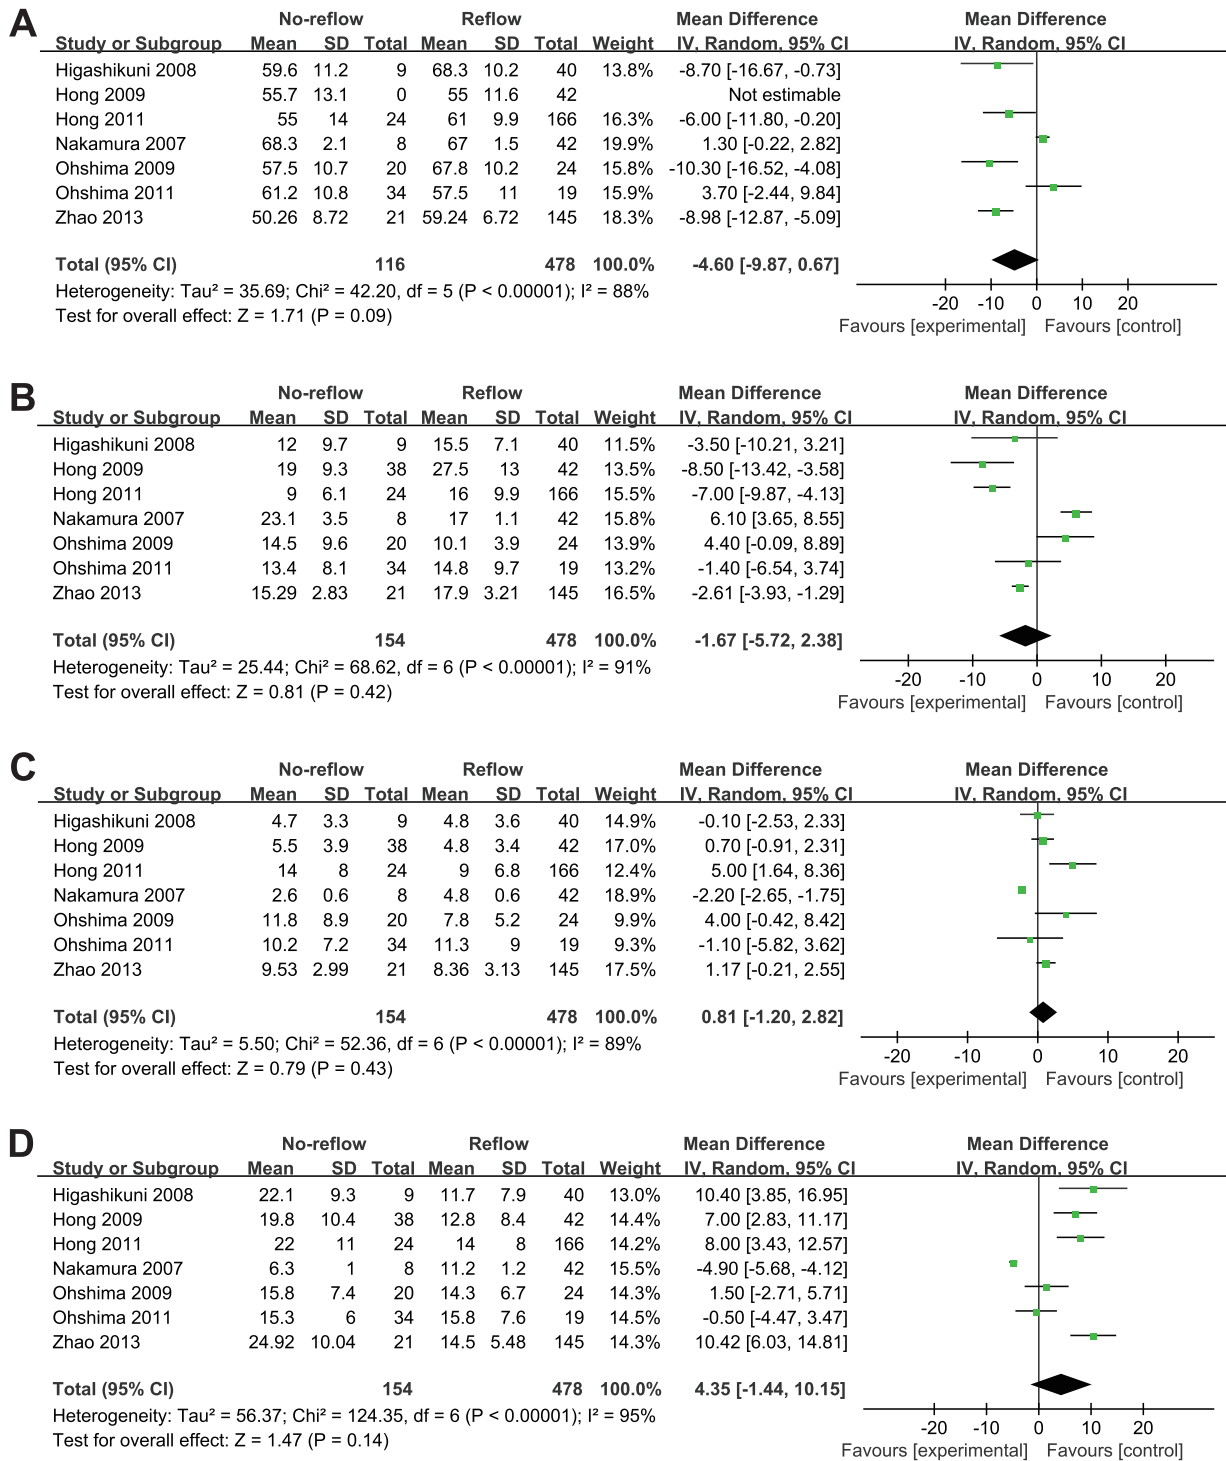 A
No-reflow Reflow Mean Difference Mean Difference
Study or Subgroup Mean SD Total Mean SD Total Weight IV, Random, 95% CI IV, Random, 95% CI
Higashikuni 2008 59.6 11.2 9 68.3 10.2 40 13.8% -8.70 [-16.67, -0.73]
Hong 2009 55.7 13.1 0 55 11.6 42 Not estimable
Hong 2011 55 14 24 61 9.9 166 16.3% -6.00 [-11.80, -0.20]
Nakamura 2007 68.3 2.1 8 67 1.5 42 19.9% 1.30 [-0.22, 2.82]
Ohshima 2009 57.5 10.7 20 67.8 10.2 24 15.8% -10.30 [-16.52, -4.08]
Ohshima 2011 61.2 10.8 34 57.5 11 19 15.9% 3.70 [-2.44, 9.84]
Zhao 2013 50.26 8.72 21 59.24 6.72 145 18.3% -8.98 [-12.87, -5.09]
Total (95% CI) 116 478 100.0% -4.60 [-9.87, 0.67]
Heterogeneity: Tau² = 35.69; Chi² = 42.20, df = 5 (P < 0.00001); I² = 88%
Test for overall effect: Z = 1.71 (P = 0.09)
-20 -10 0 10 20
Favours [experimental] Favours [control]
B
No-reflow Reflow Mean Difference Mean Difference
Study or Subgroup Mean SD Total Mean SD Total Weight IV, Random, 95% CI IV, Random, 95% CI
Higashikuni 2008 12 9.7 9 15.5 7.1 40 11.5% -3.50 [-10.21, 3.21]
Hong 2009 19 9.3 38 27.5 13 42 13.5% -8.50 [-13.42, -3.58]
Hong 2011 9 6.1 24 16 9.9 166 15.5% -7.00 [-9.87, -4.13]
Nakamura 2007 23.1 3.5 8 17 1.1 42 15.8% 6.10 [3.65, 8.55]
Ohshima 2009 14.5 9.6 20 10.1 3.9 24 13.9% 4.40 [-0.09, 8.89]
Ohshima 2011 13.4 8.1 34 14.8 9.7 19 13.2% -1.40 [-6.54, 3.74]
Zhao 2013 15.29 2.83 21 17.9 3.21 145 16.5% -2.61 [-3.93, -1.29]
Total (95% CI) 154 478 100.0% -1.67 [-5.72, 2.38]
Heterogeneity: Tau² = 25.44; Chi² = 68.62, df = 6 (P < 0.00001); I² = 91%
Test for overall effect: Z = 0.81 (P = 0.42)
-20 -10 0 10 20
Favours [experimental] Favours [control]
C
No-reflow Reflow Mean Difference Mean Difference
Study or Subgroup Mean SD Total Mean SD Total Weight IV, Random, 95% CI IV, Random, 95% CI
Higashikuni 2008 4.7 3.3 9 4.8 3.6 40 14.9% -0.10 [-2.53, 2.33]
Hong 2009 5.5 3.9 38 4.8 3.4 42 17.0% 0.70 [-0.91, 2.31]
Hong 2011 14 8 24 9 6.8 166 12.4% 5.00 [1.64, 8.36]
Nakamura 2007 2.6 0.6 8 4.8 0.6 42 18.9% -2.20 [-2.65, -1.75]
Ohshima 2009 11.8 8.9 20 7.8 5.2 24 9.9% 4.00 [-0.42, 8.42]
Ohshima 2011 10.2 7.2 34 11.3 9 19 9.3% -1.10 [-5.82, 3.62]
Zhao 2013 9.53 2.99 21 8.36 3.13 145 17.5% 1.17 [-0.21, 2.55]
Total (95% CI) 154 478 100.0% 0.81 [-1.20, 2.82]
Heterogeneity: Tau² = 5.50; Chi² = 52.36, df = 6 (P < 0.00001); I² = 89%
Test for overall effect: Z = 0.79 (P = 0.43)
-20 -10 0 10 20
Favours [experimental] Favours [control]
D
No-reflow Reflow Mean Difference Mean Difference
Study or Subgroup Mean SD Total Mean SD Total Weight IV, Random, 95% CI IV, Random, 95% CI
Higashikuni 2008 22.1 9.3 9 11.7 7.9 40 13.0% 10.40 [3.85, 16.95]
Hong 2009 19.8 10.4 38 12.8 8.4 42 14.4% 7.00 [2.83, 11.17]
Hong 2011 22 11 24 14 8 166 14.2% 8.00 [3.43, 12.57]
Nakamura 2007 6.3 1 8 11.2 1.2 42 15.5% -4.90 [-5.68, -4.12]
Ohshima 2009 15.8 7.4 20 14.3 6.7 24 14.3% 1.50 [-2.71, 5.71]
Ohshima 2011 15.3 6 34 15.8 7.6 19 14.5% -0.50 [-4.47, 3.47]
Zhao 2013 24.92 10.04 21 14.5 5.48 145 14.3% 10.42 [6.03, 14.81]
Total (95% CI) 154 478 100.0% 4.35 [-1.44, 10.15]
Heterogeneity: Tau² = 56.37; Chi² = 124.35, df = 6 (P < 0.00001); I² = 95%
Test for overall effect: Z = 1.47 (P = 0.14)
-20 -10 0 10 20
Favours [experimental] Favours [control]